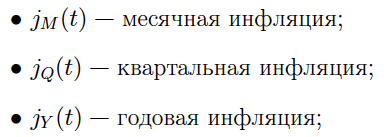 • j_M(t) — месячная инфляция;
• j_Q(t) — квартальная инфляция;
• j_Y(t) — годовая инфляция;